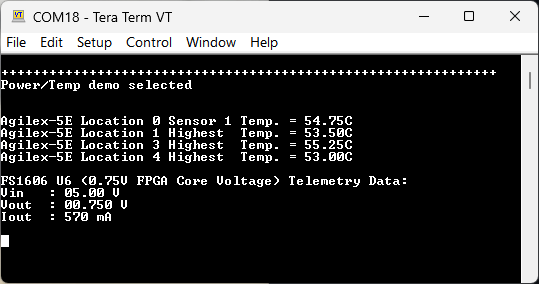 COM18 - Tera Term VT
File Edit Setup Control Window Help
++++++++++++++++++++++++++++++++++++++++++++++++++++++++++++++
Power/Temp demo selected
Agilex-5E Location 0 Sensor 1 Temp. = 54.75C
Agilex-5E Location 1 Highest  Temp. = 53.50C
Agilex-5E Location 3 Highest  Temp. = 55.25C
Agilex-5E Location 4 Highest  Temp. = 53.00C
FS1606 V6 (0.75V FPGA Core Voltage) Telemetry Data:
Vin   : 05.00 V
Vout  : 00.750 V
Iout  : 570 mA